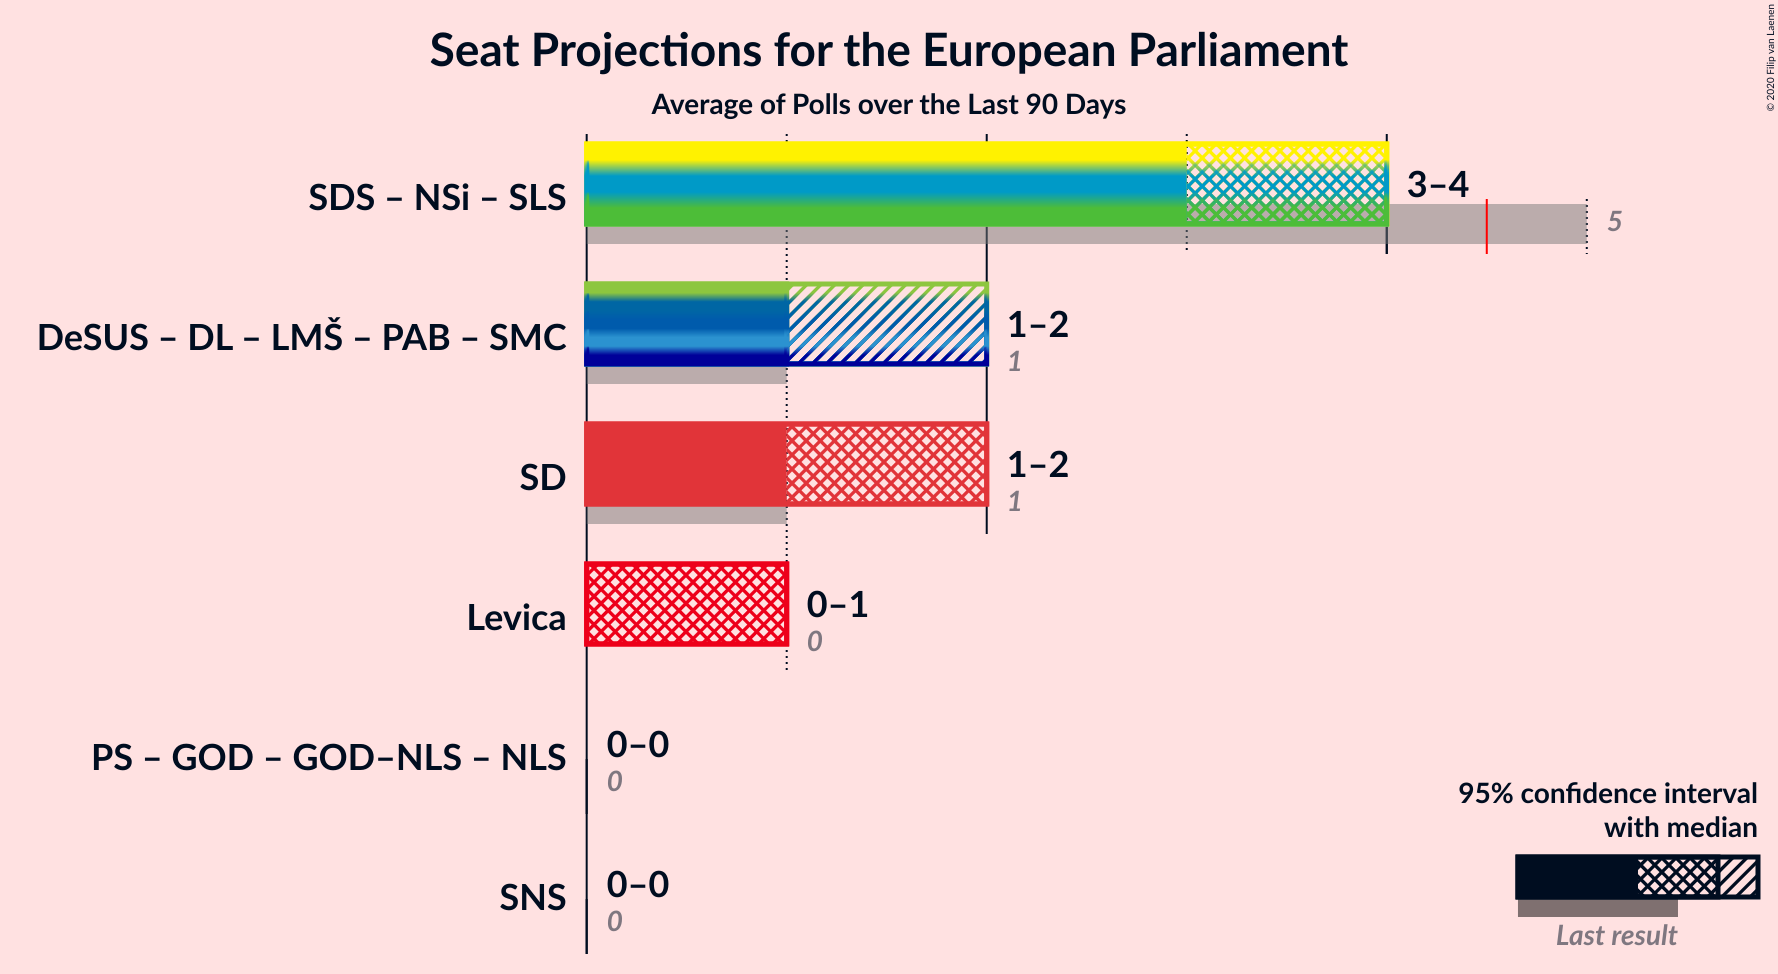 Seat Projections for the European Parliament
Average of Polls over the Last 90 Days
© 2020 Filip van Laenen
SDS – NSi – SLS
3–4
5
DeSUS – DL – LMŠ – PAB – SMC
1–2
1
SD
1–2
1
Levica
0–1
0
PS – GOD – GOD–NLS – NLS
0–0
0
SNS
0–0
0
95% confidence interval
with median
Last result